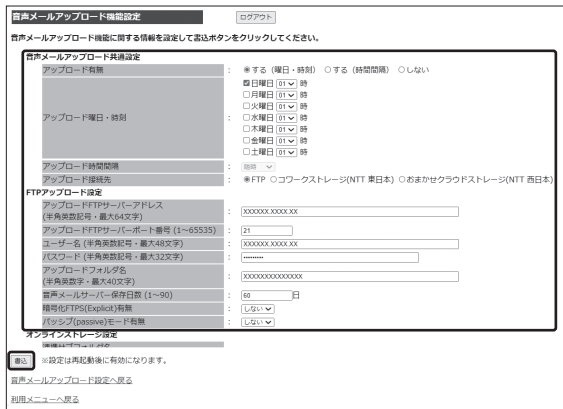 音声メールアップロード機能設定 ログアウト
音声メールアップロード機能に関する情報を設定して書込ボタンをクリックしてください。
音声メールアップロード共通設定
アップロード有無 : する（曜日・時刻） する（時間間隔） しない
アップロード曜日・時刻 :
日曜日 01 時
月曜日 01 時
火曜日 01 時
水曜日 01 時
木曜日 01 時
金曜日 01 時
土曜日 01 時
アップロード時間間隔 :
アップロード接続先 : FTP コワークストレージ(NTT 東日本) おまかせクラウドストレージ(NTT 西日本)
FTPアップロード設定
アップロードFTPサーバーアドレス
(半角英数記号・最大64文字) : XXXXXX.XXXX.XX
アップロードFTPサーバーポート番号 (1～65535) : 21
ユーザー名 (半角英数記号・最大48文字) : XXXXXX.XXXX.XX
パスワード (半角英数記号・最大32文字) : •••••••••
アップロードフォルダ名
(半角英数字・最大40文字) : XXXXXXXXXXXXXX
音声メールサーバー保存日数 (1～90) : 60 日
暗号化FTPS(Explicit)有無 : しない
パッシブ(passive)モード有無 : しない
オンラインストレージ設定
書込 ※設定は再起動後に有効になります。
音声メールアップロード設定へ戻る
利用メニューへ戻る